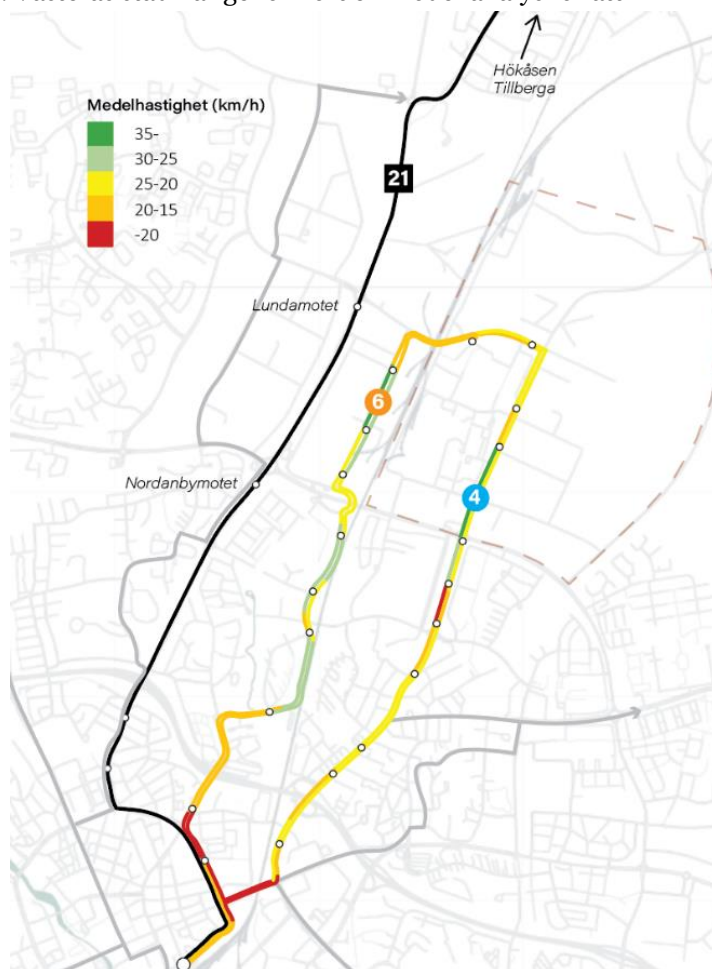 Hökåsen
Tillberga
Medelhastighet (km/h)
35-
30-25
25-20
20-15
-20
21
Lundamotet
6
Nordanbymotet
4